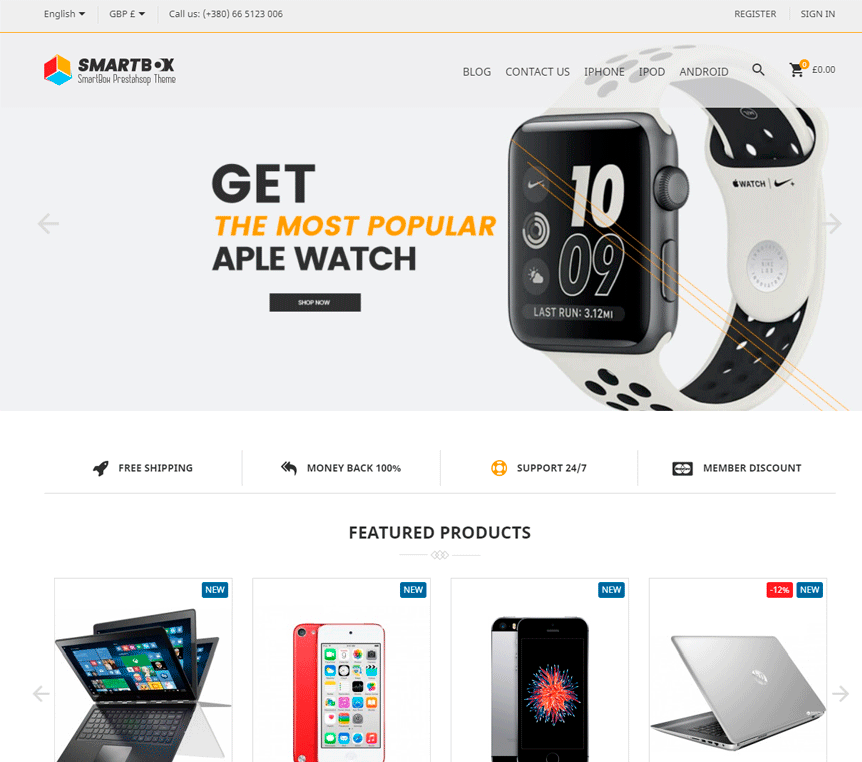 English GBP £ Call us: (+380) 66 5123 006 REGISTER SIGN IN
SMARTBOX
SmartBox Prestahsop Theme
BLOG CONTACT US IPHONE IPOD ANDROID 0 £0.00
GET
THE MOST POPULAR
APLE WATCH
SHOP NOW
10
09
LAST RUN: 3.12MI
WATCH
FREE SHIPPING MONEY BACK 100% SUPPORT 24/7 MEMBER DISCOUNT
FEATURED PRODUCTS
NEW NEW NEW -12% NEW